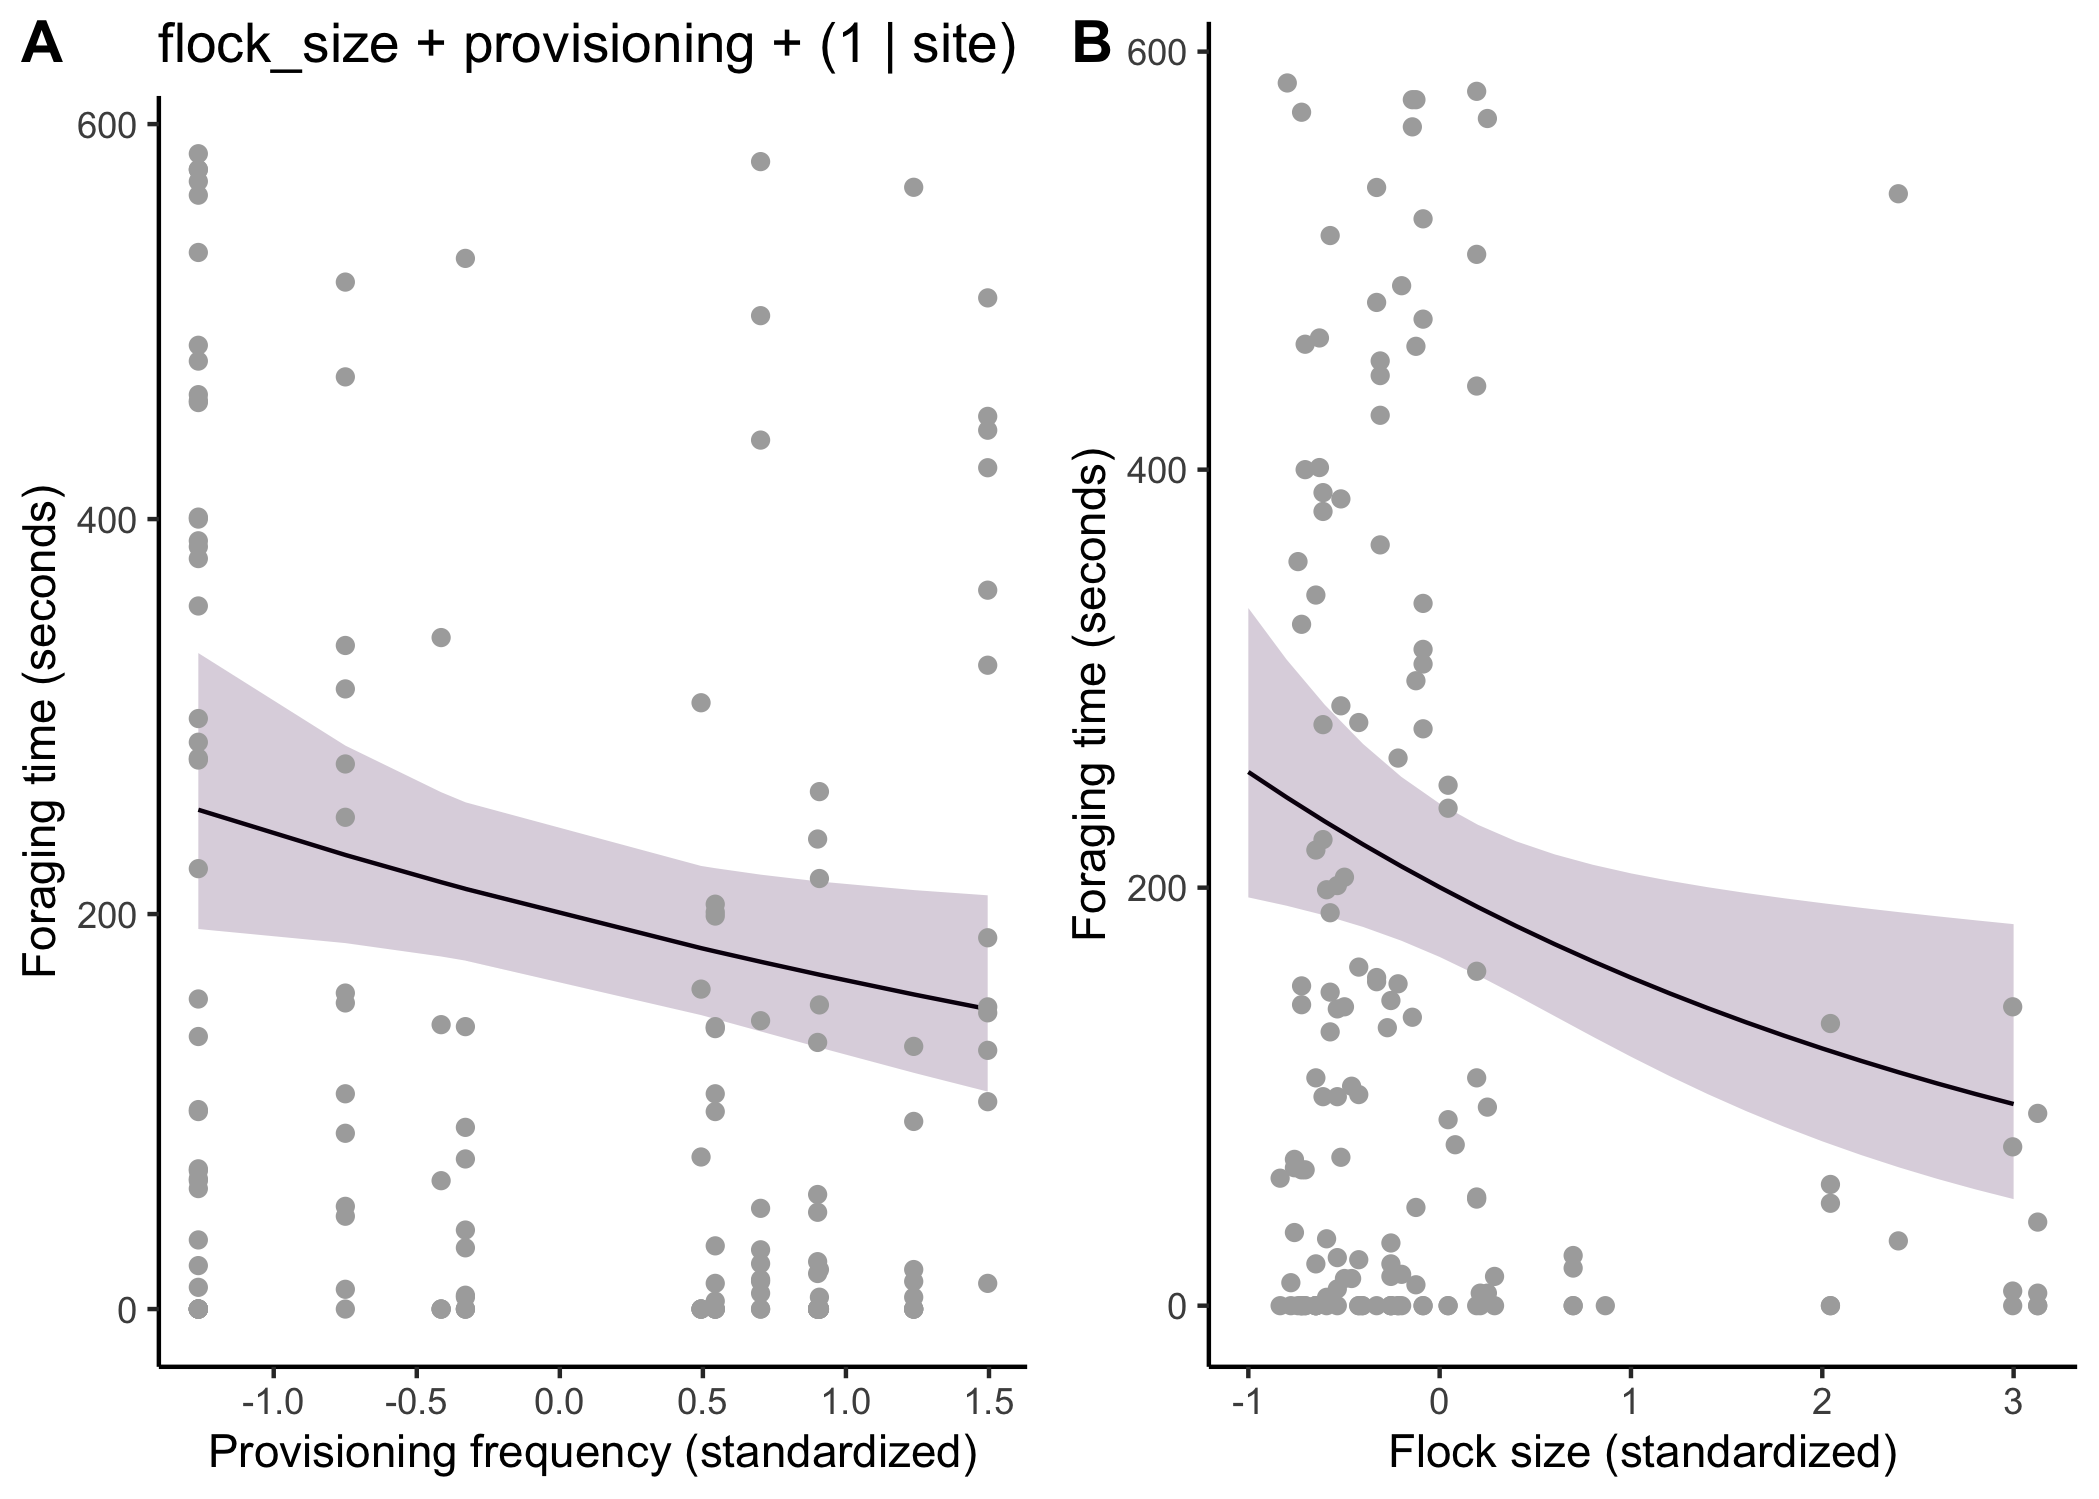 A
flock_size + provisioning + (1 | site)
600
400
200
0
Foraging time (seconds)
-1.0
-0.5
0.0
0.5
1.0
1.5
Provisioning frequency (standardized)
B
600
400
200
0
Foraging time (seconds)
-1
0
1
2
3
Flock size (standardized)